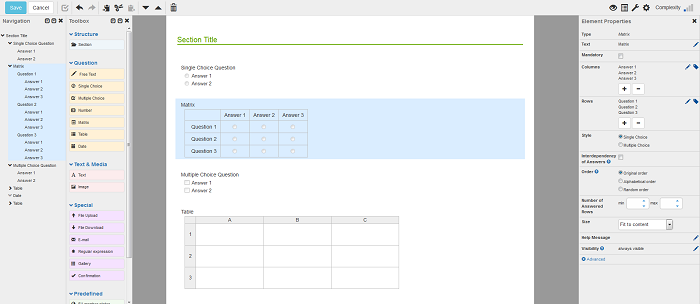 Save
Cancel
Complexity
Navigation
Section Title
Single Choice Question
Answer 1
Answer 2
Matrix
Question 1
Answer 1
Answer 2
Answer 3
Question 2
Answer 1
Answer 2
Answer 3
Question 3
Answer 1
Answer 2
Answer 3
Multiple Choice Question
Answer 1
Answer 2
Table
Date
Table
Toolbox
Structure
Section
Question
Free Text
Single Choice
Multiple Choice
Number
Matrix
Table
Date
Text & Media
Text
Image
Special
File Upload
File Download
E-mail
Regular expression
Gallery
Confirmation
Predefined
Section Title
Single Choice Question
Answer 1
Answer 2
Matrix
Answer 1 Answer 2 Answer 3
Question 1
Question 2
Question 3
Multiple Choice Question
Answer 1
Answer 2
Table
A B C
1
2
3
Element Properties
Type Matrix
Text Matrix
Mandatory
Columns Answer 1
Answer 2
Answer 3
Rows Question 1
Question 2
Question 3
Style Single Choice
Multiple Choice
Interdependency
of Answers
Order Original order
Alphabetical order
Random order
Number of
Answered
Rows
min max
Size Fit to content
Help Message
Visibility always visible
Advanced